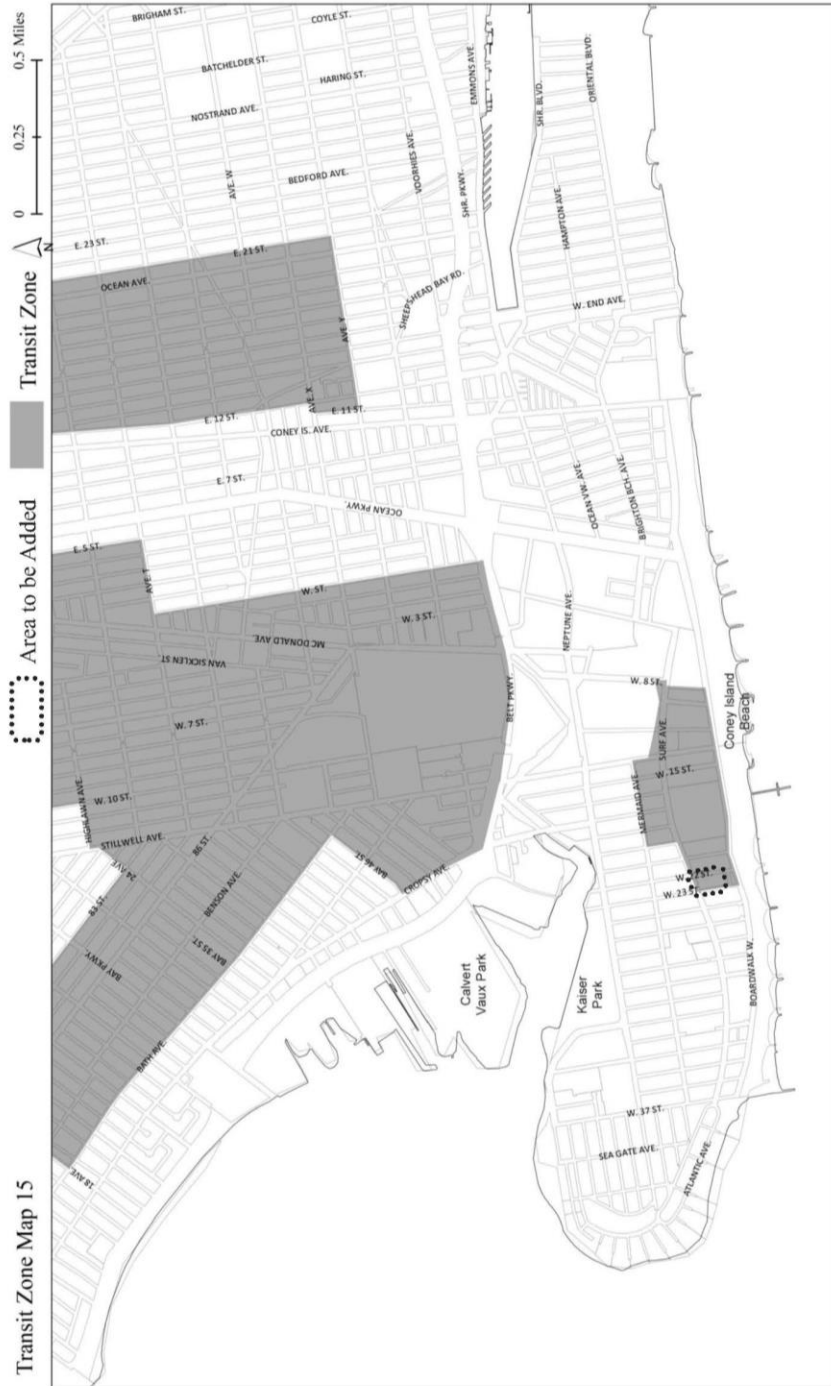 Transit Zone Map 15
Area to be Added
Transit Zone
N
0 0.25 0.5 Miles
BRIGHAM ST.
COYLE ST.
BATCHELDER ST.
HARING ST.
NOSTRAND AVE.
AVE. W
BEDFORD AVE.
VOORHIES AVE.
EMMONS AVE.
SHR. PKWY.
SHR. BLVD.
ORIENTAL BLVD.
HAMPTON AVE.
W. END AVE.
E. 23 ST.
E. 21 ST.
OCEAN AVE.
SHEEPSHEAD BAY RD.
AVE. Y
AVE. X
E. 12 ST.
E. 11 ST.
CONEY IS. AVE.
E. 7 ST.
OCEAN PKWY.
OCEAN VW. AVE.
BRIGHTON BCH. AVE.
E. 5 ST.
AVE. T
W. ST.
W. 3 ST.
MC DONALD AVE.
VAN SICKLEN ST
W. 7 ST.
W. 10 ST.
HIGHLAWN AVE.
STILLWELL AVE.
24 AVE.
86 ST.
83 ST.
BENSON AVE.
BAY PKWY.
BAY 35 ST.
BATH AVE.
18 AVE.
BAY 46 ST.
CROPSY AVE.
BELT PKWY.
NEPTUNE AVE.
W. 8 ST.
SURF AVE.
W. 15 ST.
MERMAID AVE.
W. 23 ST.
Coney Island
Beach
BOARDWALK W.
Calvert
Vaux Park
Kaiser
Park
W. 37 ST.
SEA GATE AVE.
ATLANTIC AVE.